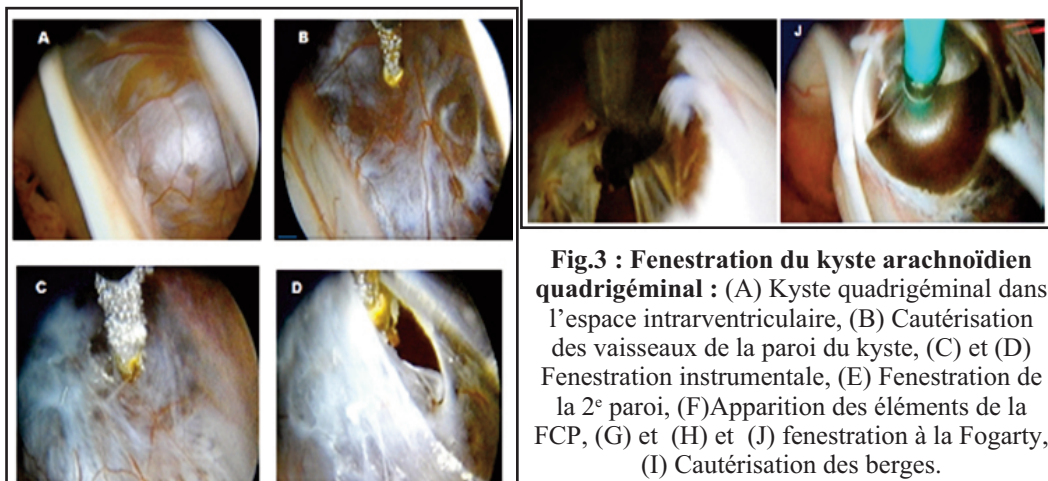 A
B
J
C
D
Fig.3 : Fenestration du kyste arachnoïdien
quadrigéminal : (A) Kyste quadrigéminal dans
l’espace intrarventriculaire, (B) Cautérisation
des vaisseaux de la paroi du kyste, (C) et (D)
Fenestration instrumentale, (E) Fenestration de
la 2e paroi, (F)Apparition des éléments de la
FCP, (G) et (H) et (J) fenestration à la Fogarty,
(I) Cautérisation des berges.